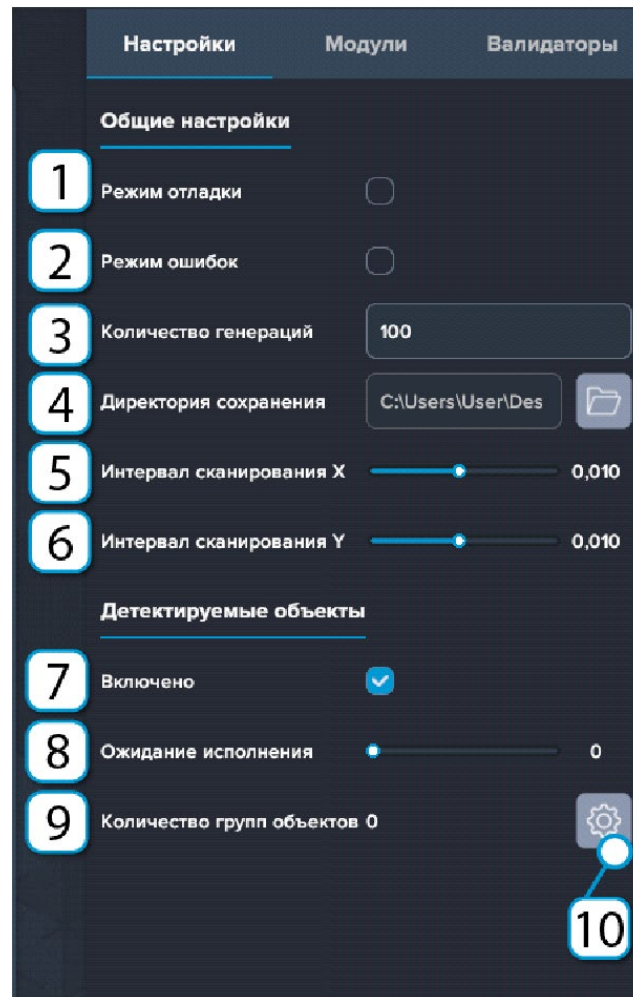 Настройки Модули Валидаторы
Общие настройки
1 Режим отладки
2 Режим ошибок
3 Количество генераций 100
4 Директория сохранения C:\Users\User\Des
5 Интервал сканирования X 0,010
6 Интервал сканирования Y 0,010
Детектируемые объекты
7 Включено
8 Ожидание исполнения 0
9 Количество групп объектов 0
10